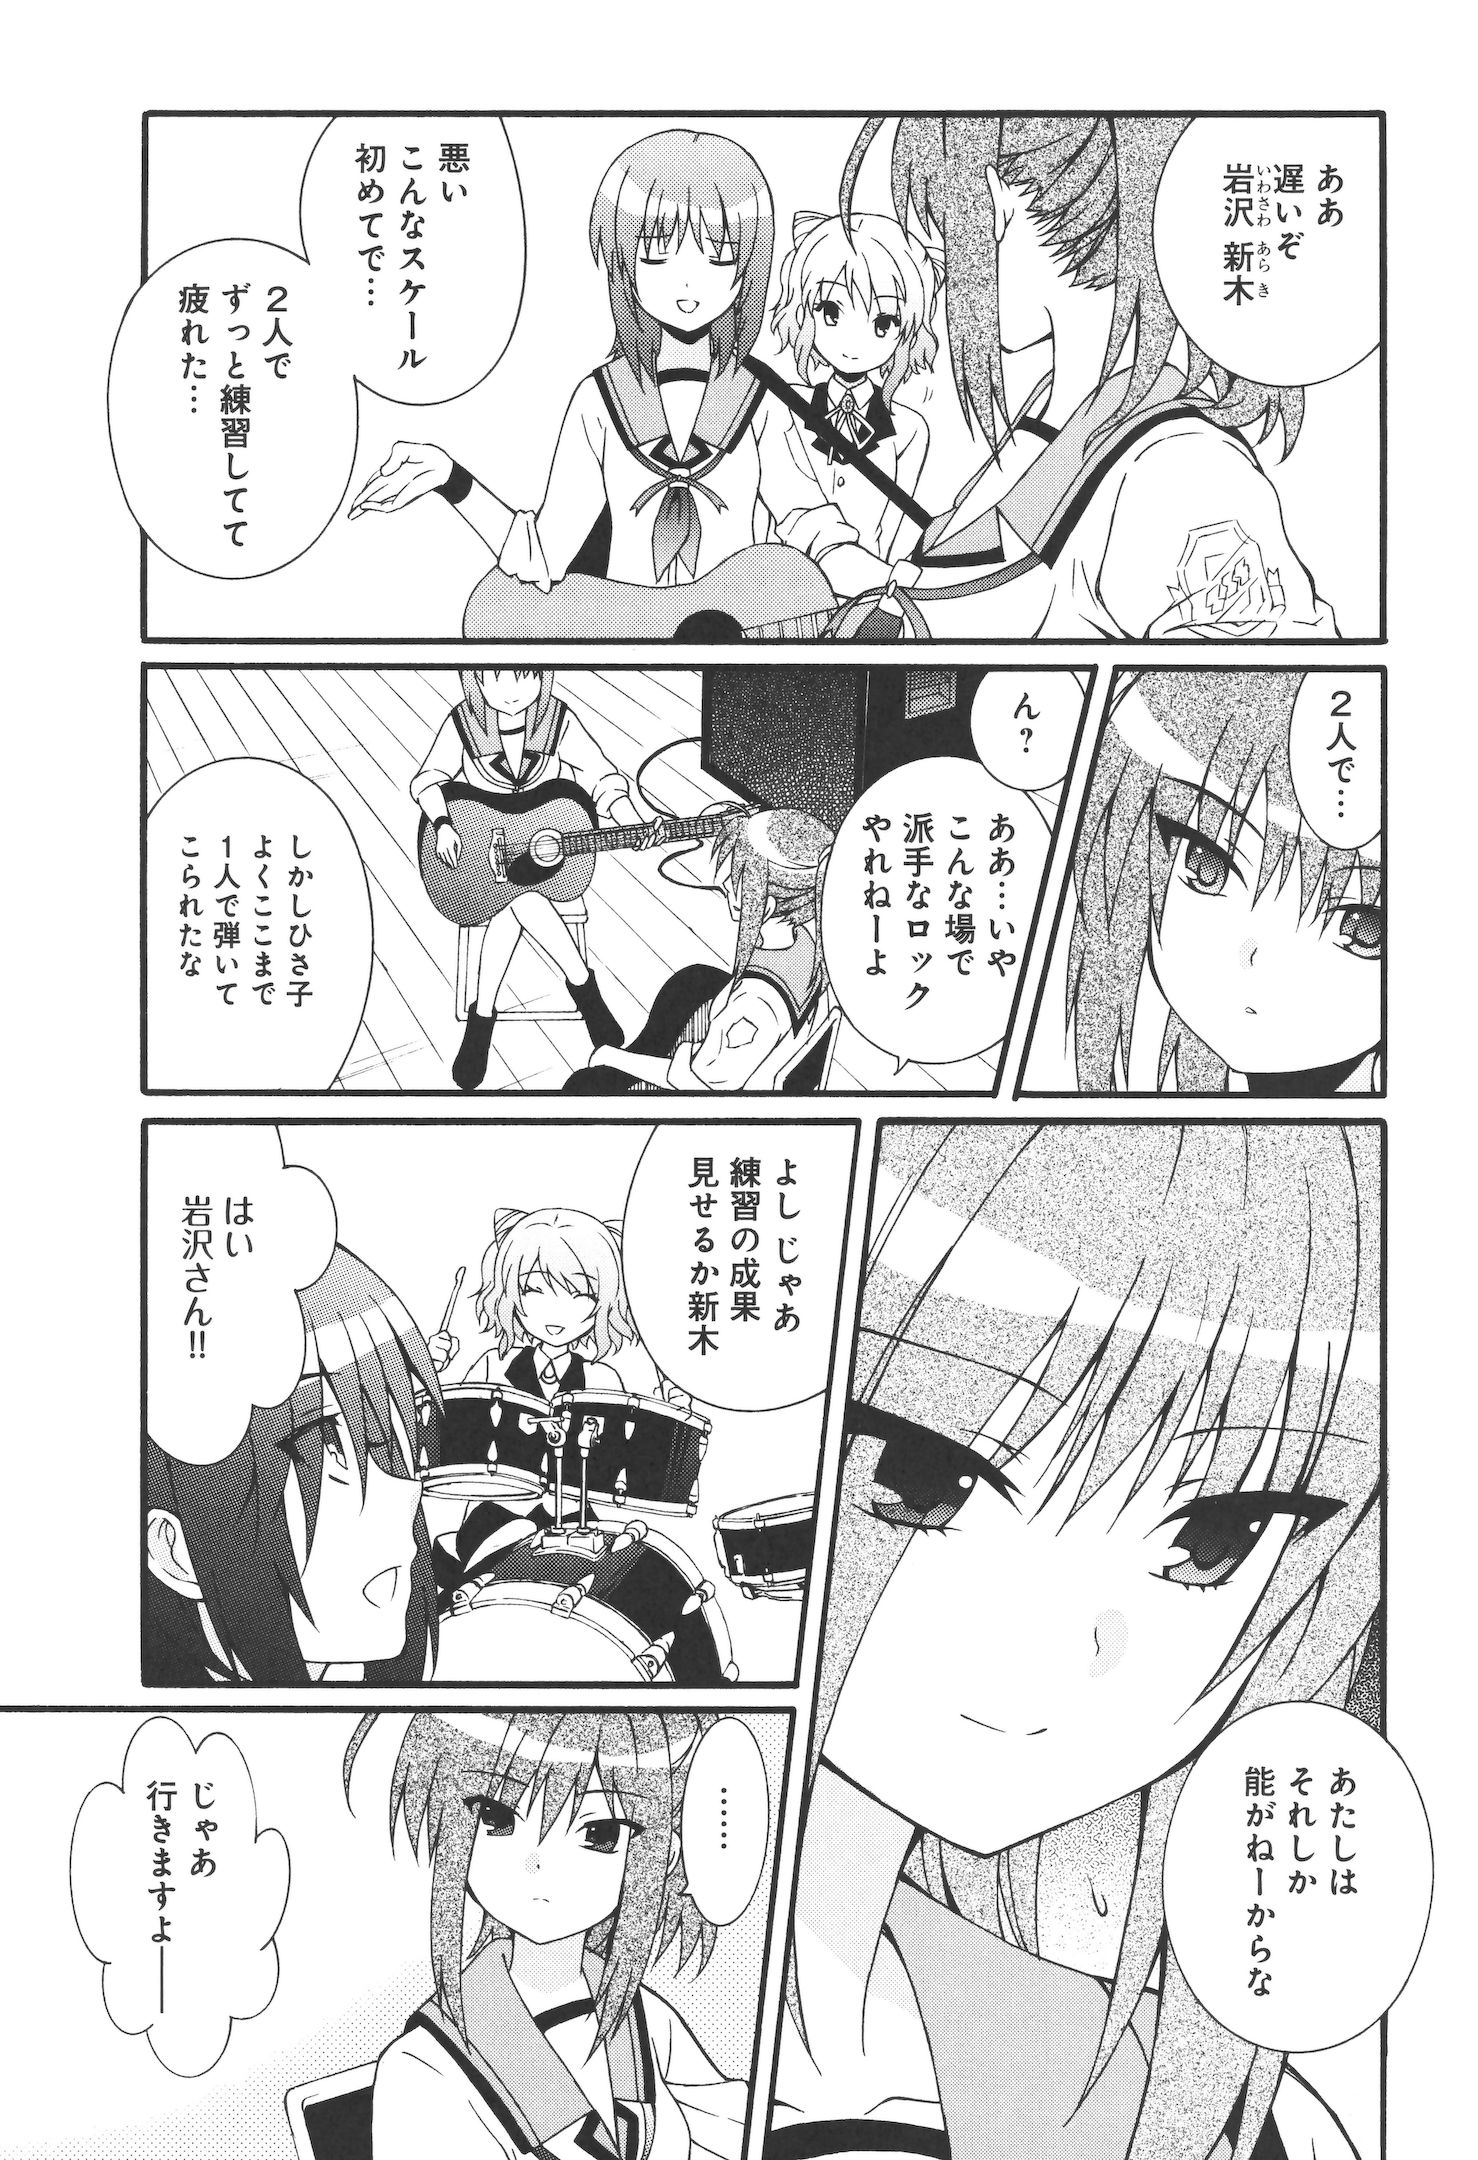 ああ
遅いぞ
岩沢 新木
いわさわ あらき
悪い
こんなスケール
初めてで…
2人で
ずっと練習してて
疲れた…
2人で…
ん?
ああ…いや
こんな場で
派手なロック
やれねーよ
しかしひさ子
よくここまで
1人で弾いて
こられたな
あたしは
それしか
能がねーからな
よし じゃあ
練習の成果
見せるか新木
はい
岩沢さん!!
……
じゃあ
行きますよ――